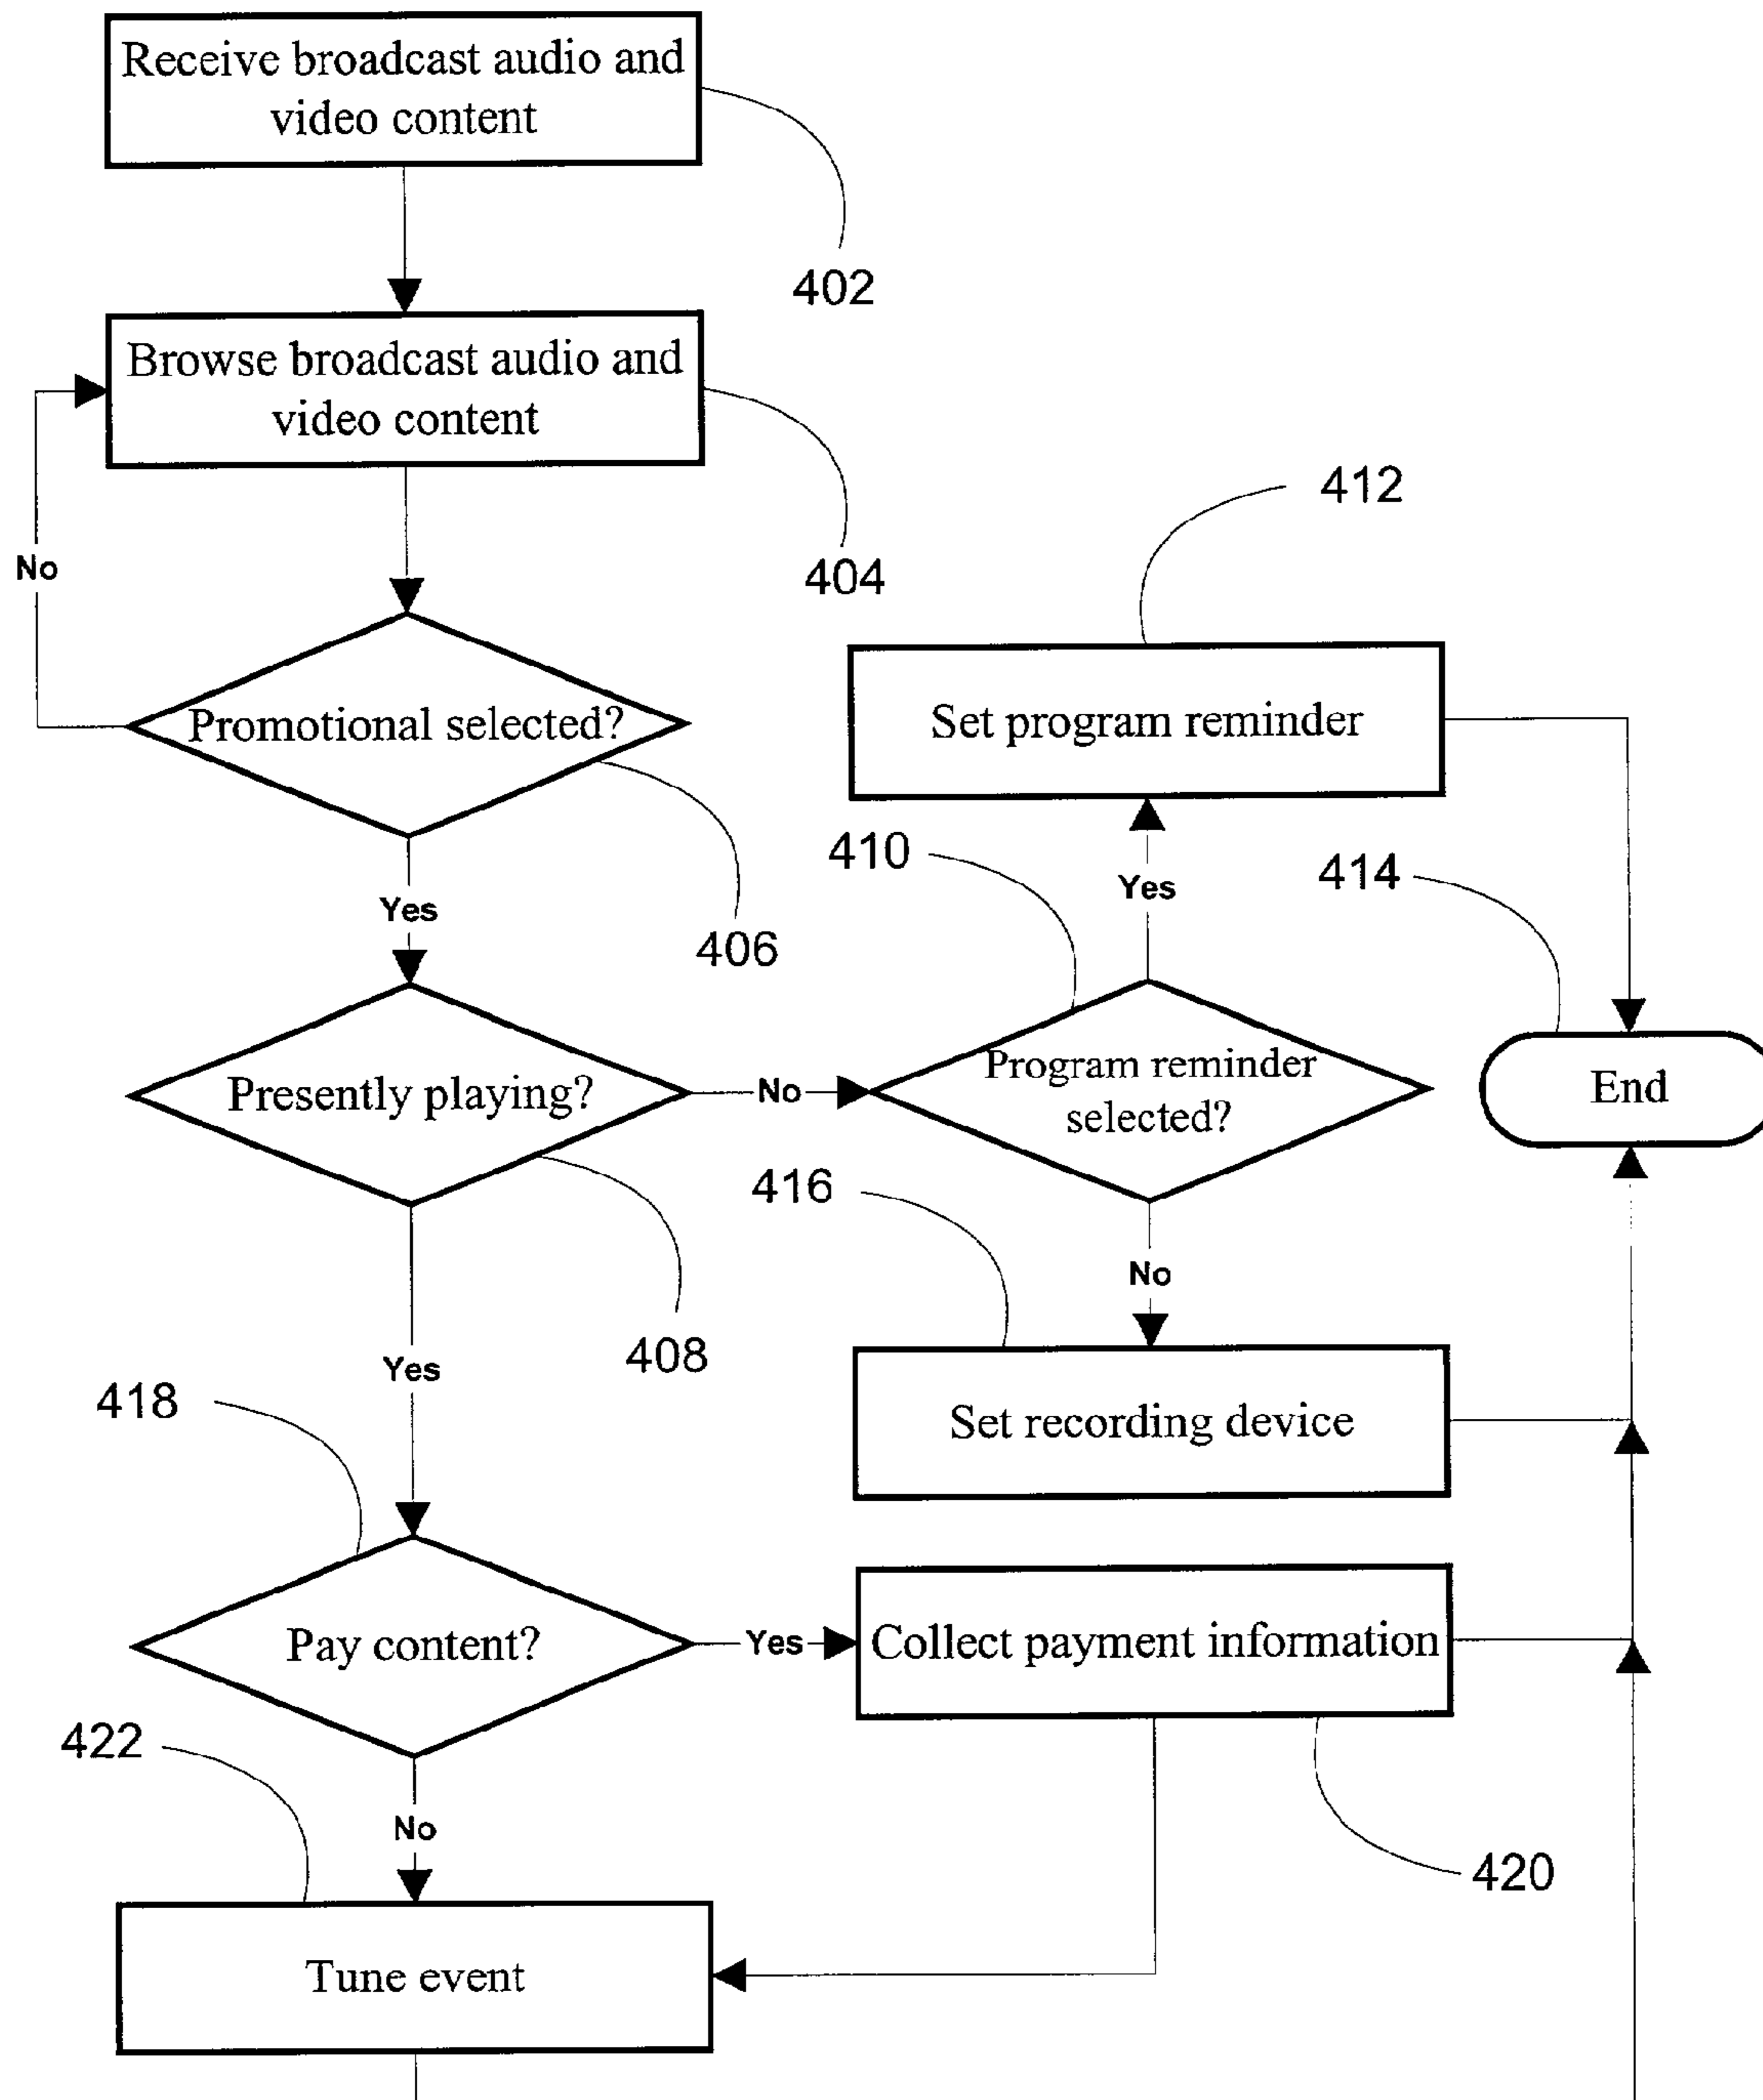 Receive broadcast audio and
video content
402
Browse broadcast audio and
video content
404
No
412
Promotional selected?
Set program reminder
410
414
Yes
Yes
406
Program reminder
selected?
Presently playing?
No
End
416
No
408
Yes
418
Set recording device
Pay content?
Yes
Collect payment information
422
No
420
Tune event